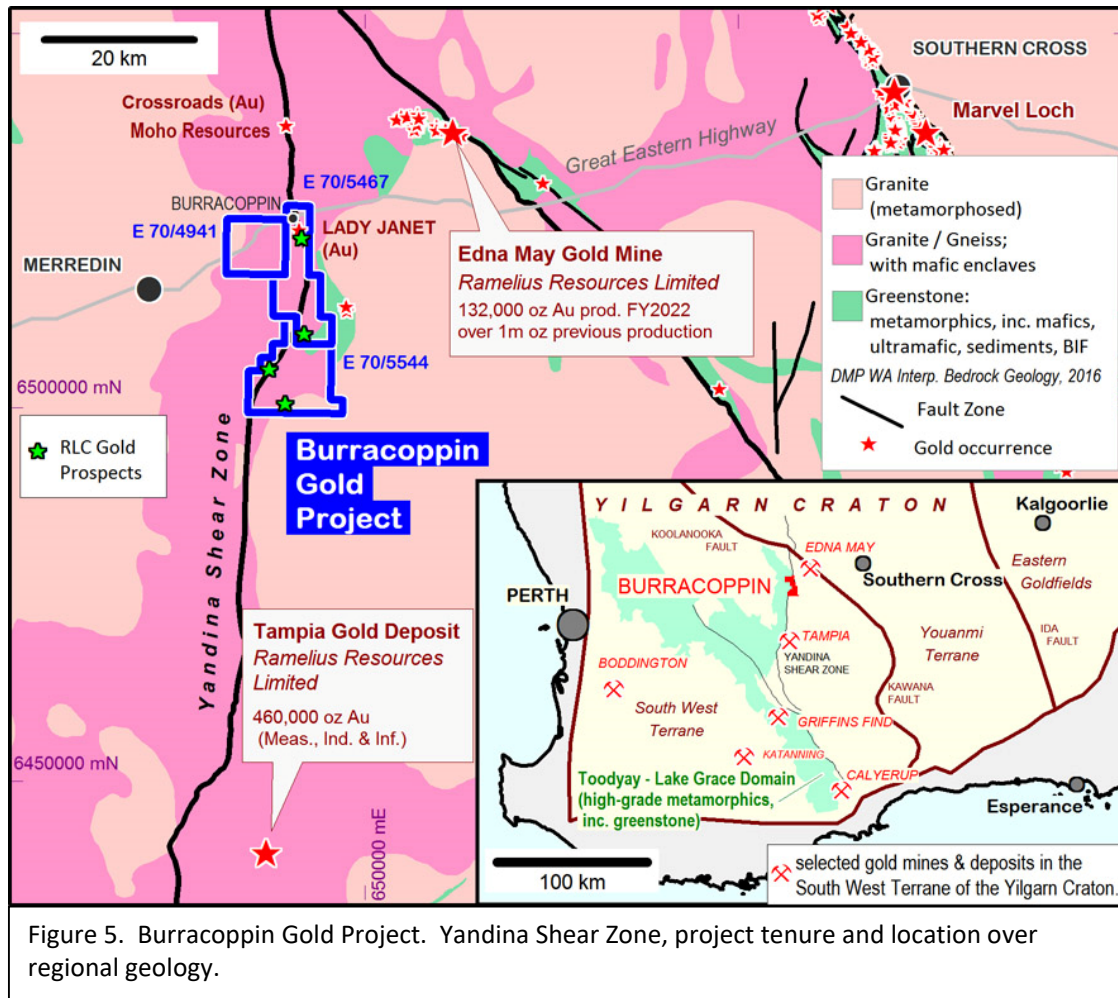 20 km
SOUTHERN CROSS
Crossroads (Au)
Moho Resources
Marvel Loch
Great Eastern Highway
E 70/5467
BURRACOPPIN
E 70/4941
LADY JANET
(Au)
MERREDIN
Edna May Gold Mine
Ramelius Resources Limited
132,000 oz Au prod. FY2022
over 1m oz previous production
Granite
(metamorphosed)
Granite / Gneiss;
with mafic enclaves
Greenstone:
metamorphics, inc. mafics,
ultramafic, sediments, BIF
DMP WA Interp. Bedrock Geology, 2016
Fault Zone
Gold occurrence
E 70/5544
6500000 mN
RLC Gold
Prospects
Burracoppin
Gold
Project
Yandina Shear Zone
Tampia Gold Deposit
Ramelius Resources
Limited
460,000 oz Au
(Meas., Ind. & Inf.)
6450000 mN
650000 mE
YILGARN CRATON
Kalgoorlie
KOOLANOOKA
FAULT
EDNA MAY
Eastern
Goldfields
BURRACOPPIN
Southern Cross
PERTH
TAMPIA
Youanmi
Terrane
IDA
FAULT
YANDINA
SHEAR ZONE
BODDINGTON
KAWANA
FAULT
South West
Terrane
GRIFFINS FIND
KATANNING
Toodyay - Lake Grace Domain
(high-grade metamorphics,
inc. greenstone)
CALYERUP
Esperance
100 km
selected gold mines & deposits in the
South West Terrane of the Yilgarn Craton.
Figure 5. Burracoppin Gold Project. Yandina Shear Zone, project tenure and location over
regional geology.